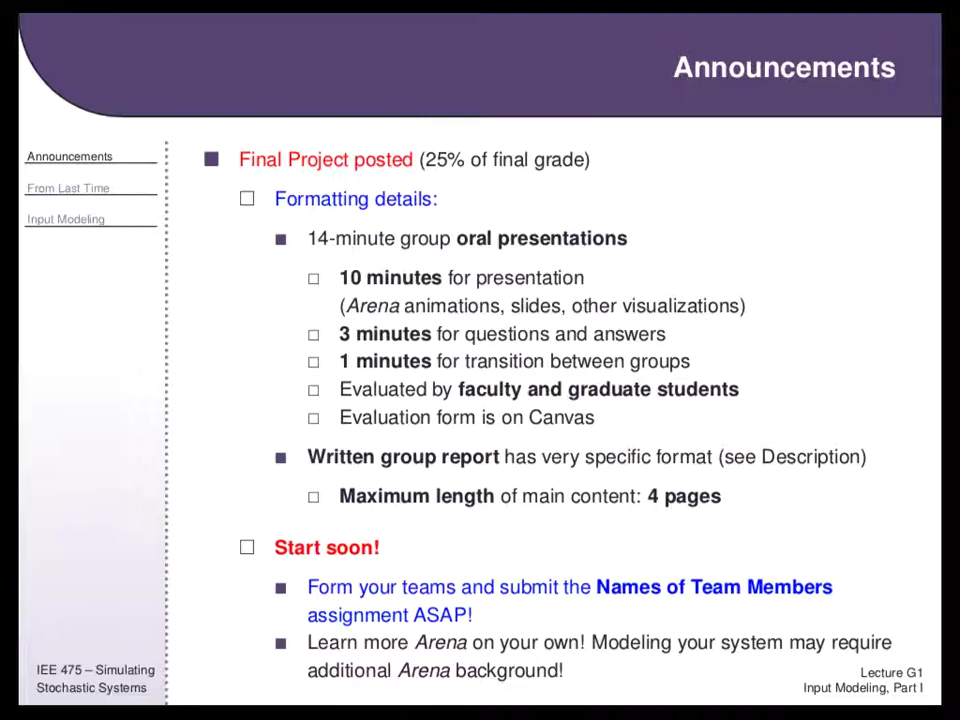 Announcements
Announcements
From Last Time
Input Modeling
Final Project posted (25% of final grade)
Formatting details:
14-minute group oral presentations
10 minutes for presentation
(Arena animations, slides, other visualizations)
3 minutes for questions and answers
1 minutes for transition between groups
Evaluated by faculty and graduate students
Evaluation form is on Canvas
Written group report has very specific format (see Description)
Maximum length of main content: 4 pages
Start soon!
Form your teams and submit the Names of Team Members
assignment ASAP!
Learn more Arena on your own! Modeling your system may require
additional Arena background!
IEE 475 – Simulating
Stochastic Systems
Lecture G1
Input Modeling, Part I